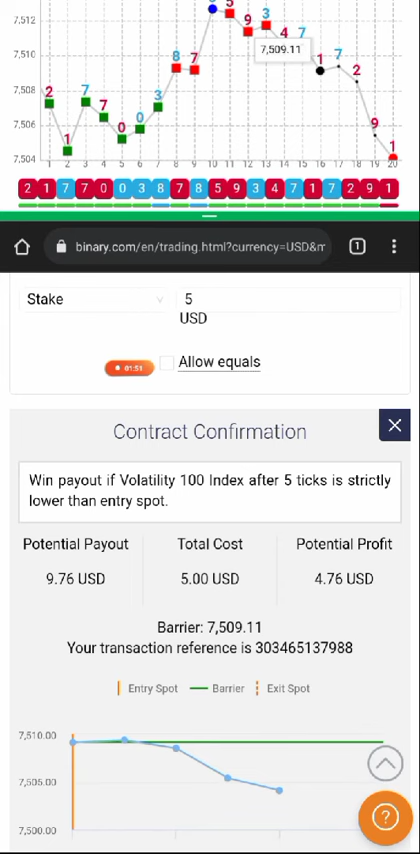 7,512
7,510
7,508
7,506
7,504
2
1
7
7
0
0
3
8
7
5
9
3
4
7
1
7
2
9
1
7,509.11
1 2 3 4 5 6 7 8 9 10 11 12 13 14 15 16 17 18 19 20
2 1 7 7 0 0 3 8 7 8 5 9 3 4 7 1 7 2 9 1
binary.com/en/trading.html?currency=USD&m
1
Stake
5
USD
01:51
Allow equals
Contract Confirmation
Win payout if Volatility 100 Index after 5 ticks is strictly
lower than entry spot.
Potential Payout
Total Cost
Potential Profit
9.76 USD
5.00 USD
4.76 USD
Barrier: 7,509.11
Your transaction reference is 303465137988
Entry Spot
Barrier
Exit Spot
7,510.00
7,505.00
7,500.00
?